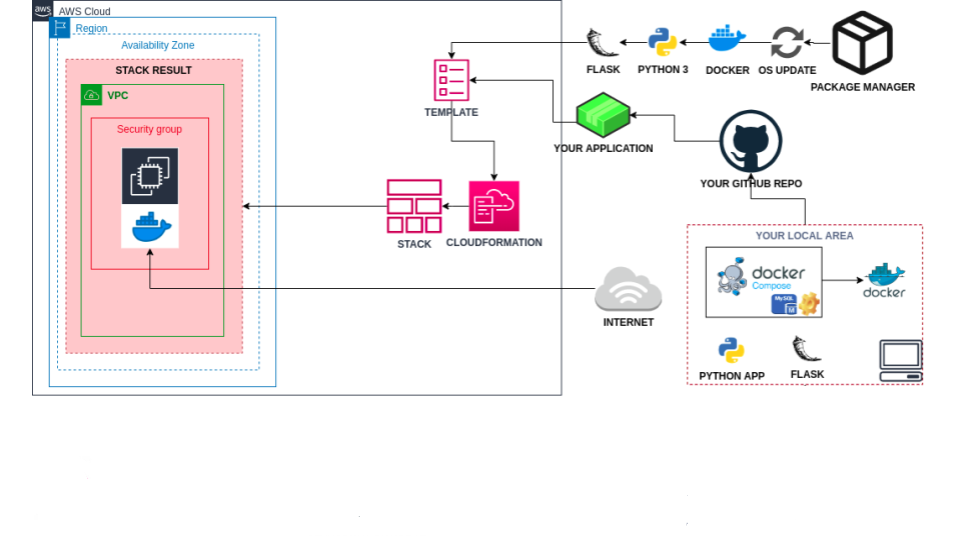 aws
AWS Cloud
Region
Availability Zone
STACK RESULT
VPC
Security group
TEMPLATE
STACK
CLOUDFORMATION
FLASK
PYTHON 3
DOCKER
OS UPDATE
PACKAGE MANAGER
YOUR APPLICATION
YOUR GITHUB REPO
INTERNET
YOUR LOCAL AREA
docker
Compose
MySQL
M
docker
PYTHON APP
FLASK